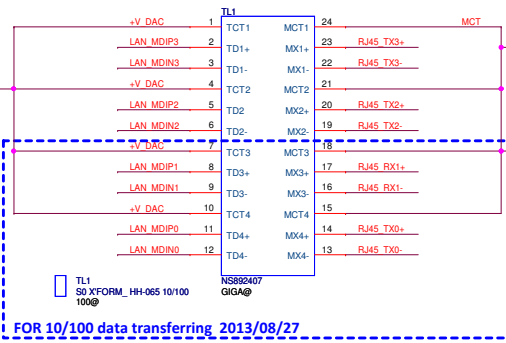 TL1
+V_DAC 1 TCT1 MCT1 24 MCT
LAN_MDIP3 2 TD1+ MX1+ 23 RJ45_TX3+
LAN_MDIN3 3 TD1- MX1- 22 RJ45_TX3-
+V_DAC 4 TCT2 MCT2 21
LAN_MDIP2 5 TD2 MX2+ 20 RJ45_TX2+
LAN_MDIN2 6 TD2- MX2- 19 RJ45_TX2-
+V_DAC 7 TCT3 MCT3 18
LAN_MDIP1 8 TD3+ MX3+ 17 RJ45_RX1+
LAN_MDIN1 9 TD3- MX3- 16 RJ45_RX1-
+V_DAC 10 TCT4 MCT4 15
LAN_MDIP0 11 TD4+ MX4+ 14 RJ45_TX0+
LAN_MDIN0 12 TD4- MX4- 13 RJ45_TX0-
TL1 NS892407
S0 X'FORM_ HH-065 10/100 GIGA@
100@
FOR 10/100 data transferring 2013/08/27